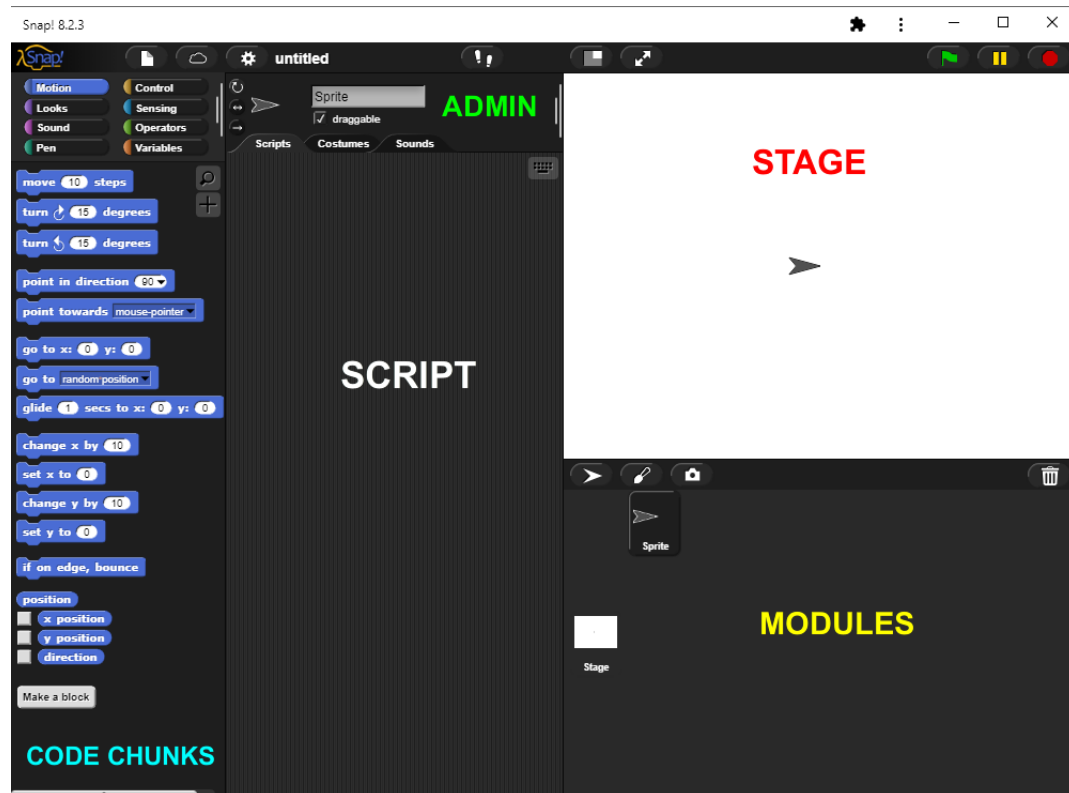 Snap! 8.2.3
Snap!
untitled
Motion Control
Looks Sensing
Sound Operators
Pen Variables
Sprite
draggable
ADMIN
Scripts Costumes Sounds
move 10 steps
turn 15 degrees
turn 15 degrees
point in direction 90
point towards mouse-pointer
go to x: 0 y: 0
go to random position
glide 1 secs to x: 0 y: 0
change x by 10
set x to 0
change y by 10
set y to 0
if on edge, bounce
position
x position
y position
direction
Make a block
CODE CHUNKS
SCRIPT
STAGE
Sprite
Stage
MODULES